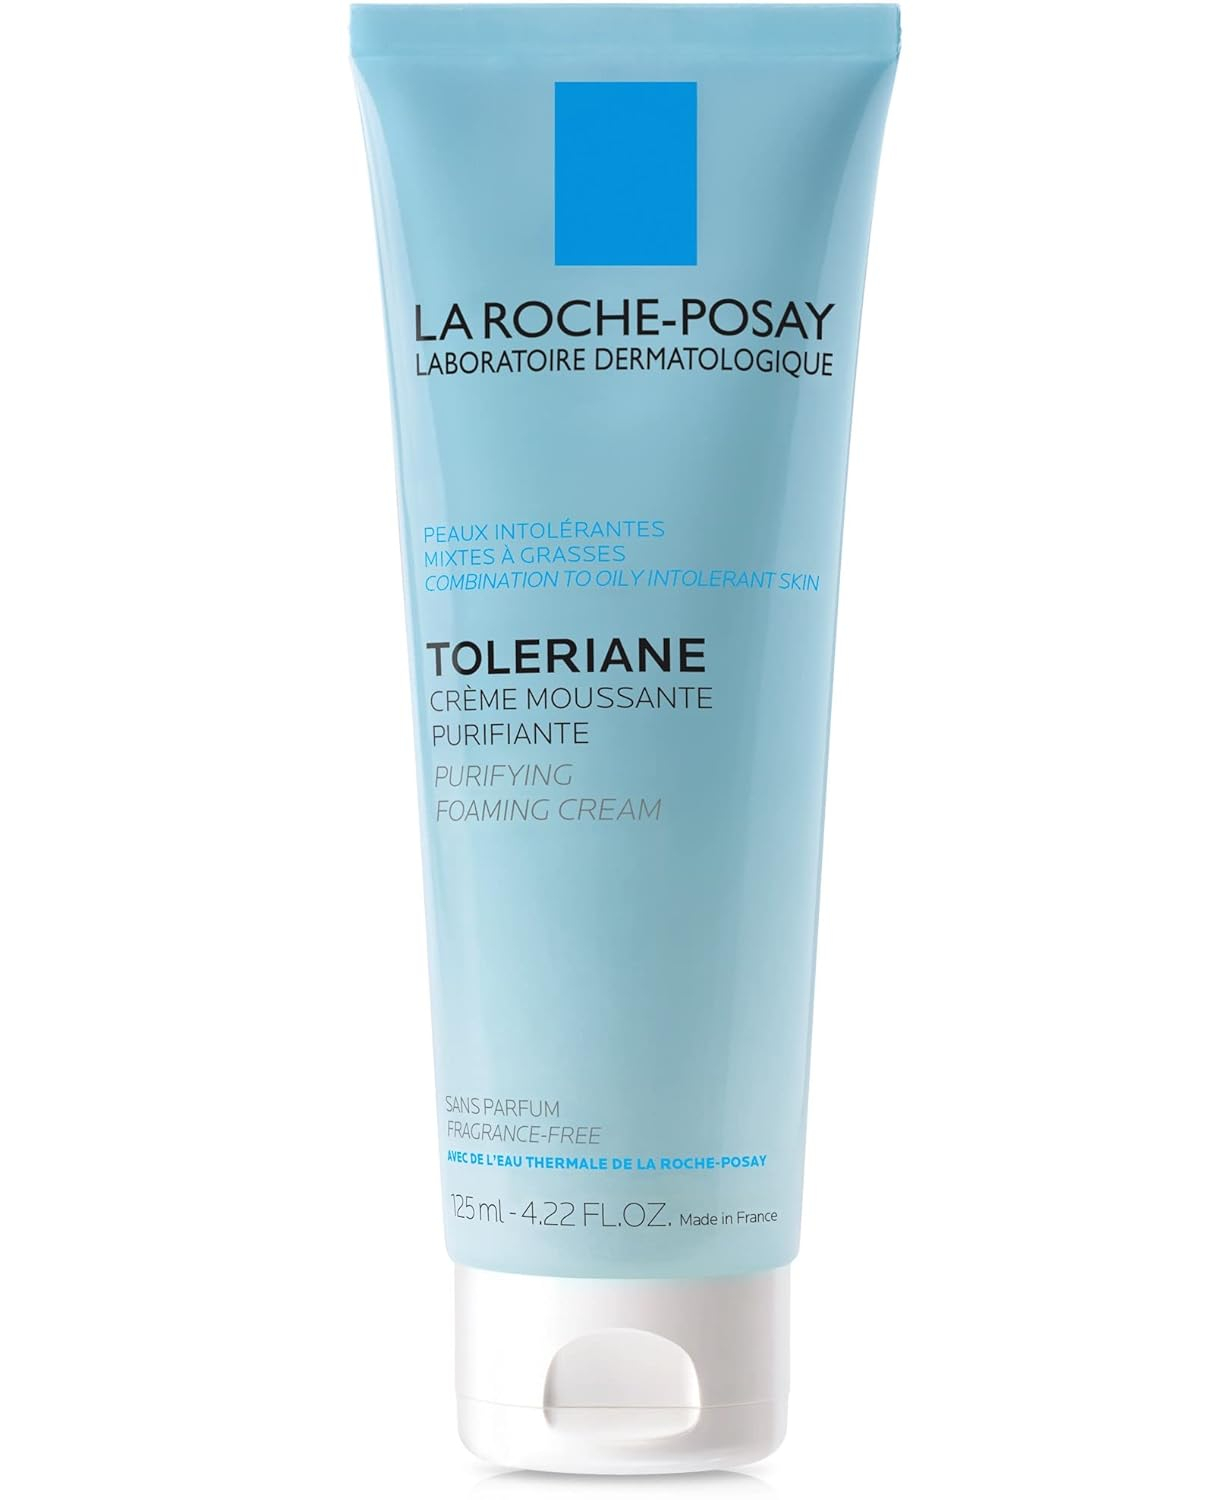 LA ROCHE-POSAY
LABORATOIRE DERMATOLOGIQUE
PEAUX INTOLÉRANTES
MIXTES À GRASSES
COMBINATION TO OILY INTOLERANT SKIN
TOLERIANE
CRÈME MOUSSANTE
PURIFIANTE
PURIFYING
FOAMING CREAM
SANS PARFUM
FRAGRANCE-FREE
AVEC DE L'EAU THERMALE DE LA ROCHE-POSAY
125 ml - 4.22 FL.OZ. Made in France